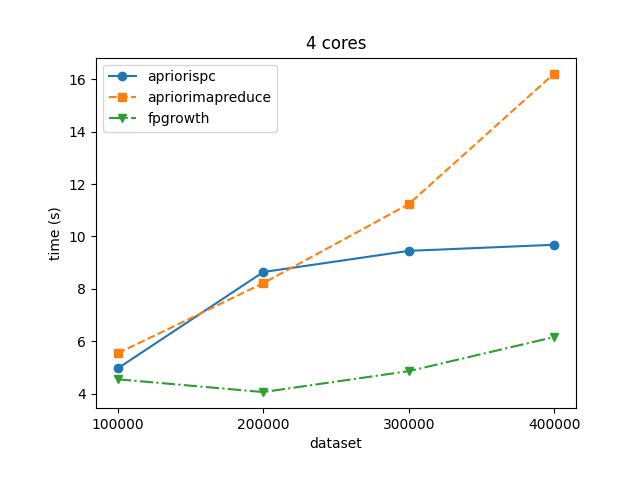 4 cores
apriorispc
apriorimapreduce
fpgrowth
time (s)
16
14
12
10
8
6
4
100000 200000 300000 400000
dataset